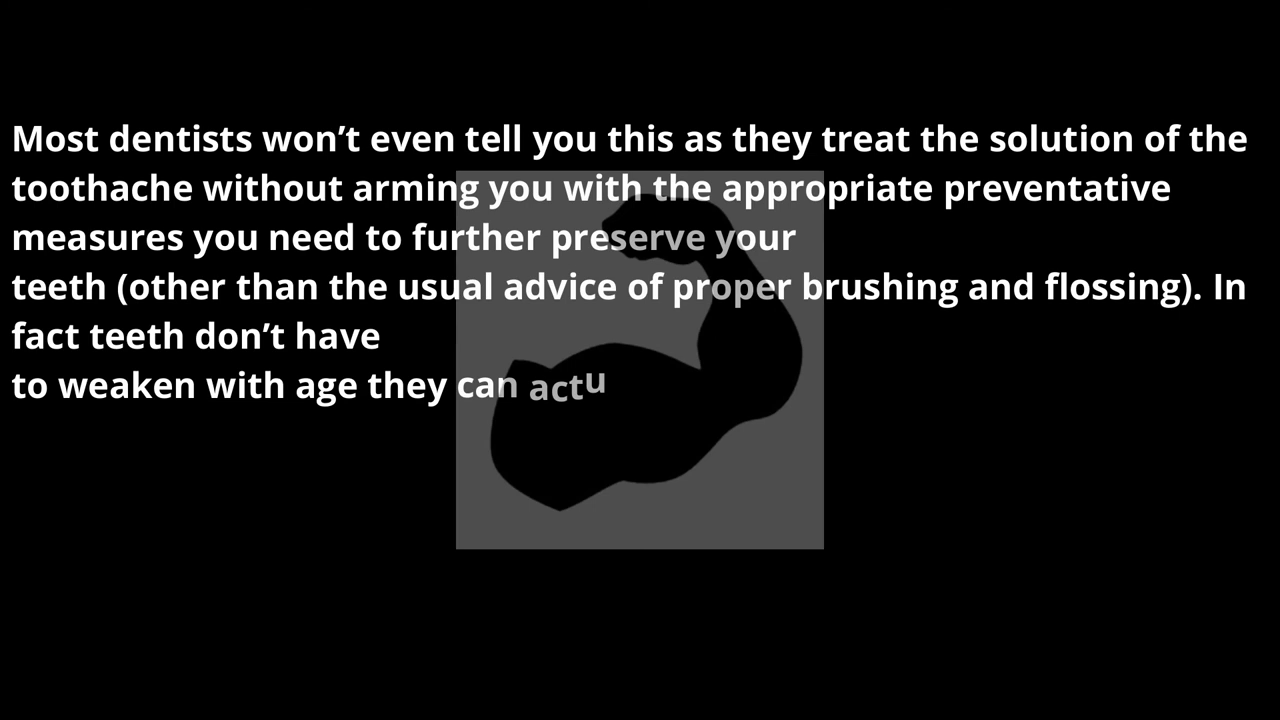 Most dentists won’t even tell you this as they treat the solution of the
toothache without arming you with the appropriate preventative
measures you need to further preserve your
teeth (other than the usual advice of proper brushing and flossing). In
fact teeth don’t have
to weaken with age they can actu